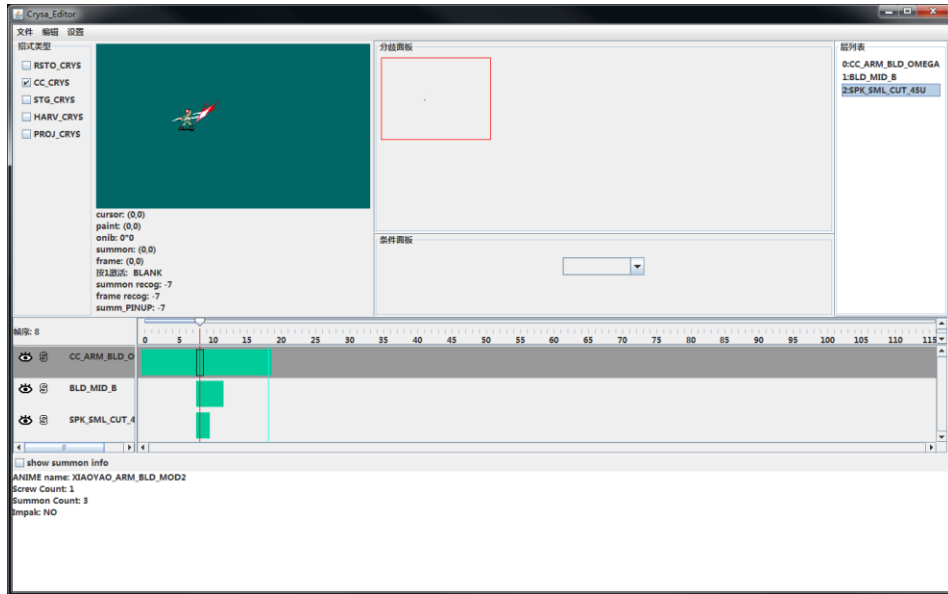 Crysa_Editor
文件 编辑 设置
招式类型
RSTO_CRYS
CC_CRYS
STG_CRYS
HARV_CRYS
PROJ_CRYS
cursor: (0,0)
paint: (0,0)
onib: 0*0
summon: (0,0)
frame: (0,0)
按1激活: BLANK
summon recog: -7
frame recog: -7
summ_PINUP: -7
分歧面板
条件面板
层列表
0:CC_ARM_BLD_OMEGA
1:BLD_MID_B
2:SPK_SML_CUT_45U
帧序: 8
0 5 10 15 20 25 30 35 40 45 50 55 60 65 70 75 80 85 90 95 100 105 110 115
CC_ARM_BLD_O
BLD_MID_B
SPK_SML_CUT_4
show summon info
ANIME name: XIAOYAO_ARM_BLD_MOD2
Screw Count: 1
Summon Count: 3
Impak: NO